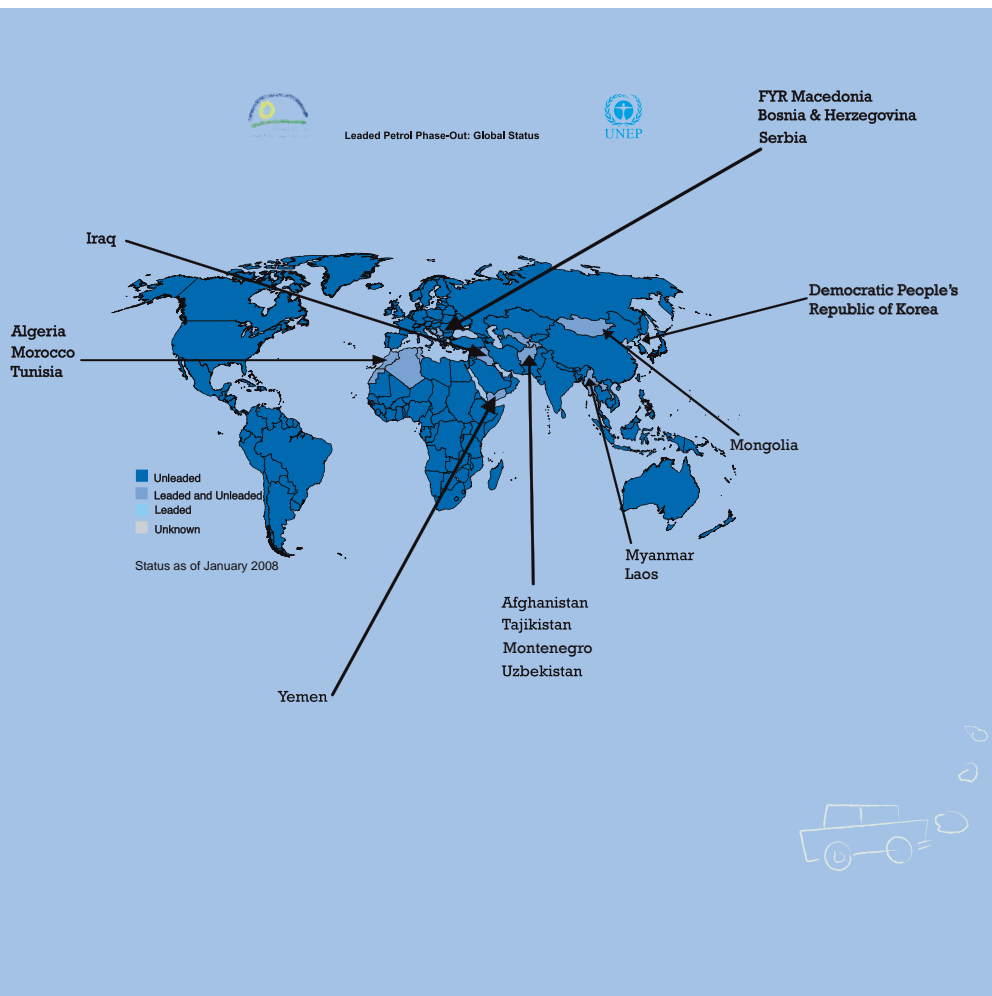 FYR Macedonia
Bosnia & Herzegovina
Serbia
Leaded Petrol Phase-Out: Global Status
UNEP
Iraq
Democratic People's
Republic of Korea
Algeria
Morocco
Tunisia
Mongolia
Unleaded
Leaded and Unleaded
Leaded
Unknown
Status as of January 2008
Myanmar
Laos
Afghanistan
Tajikistan
Montenegro
Uzbekistan
Yemen